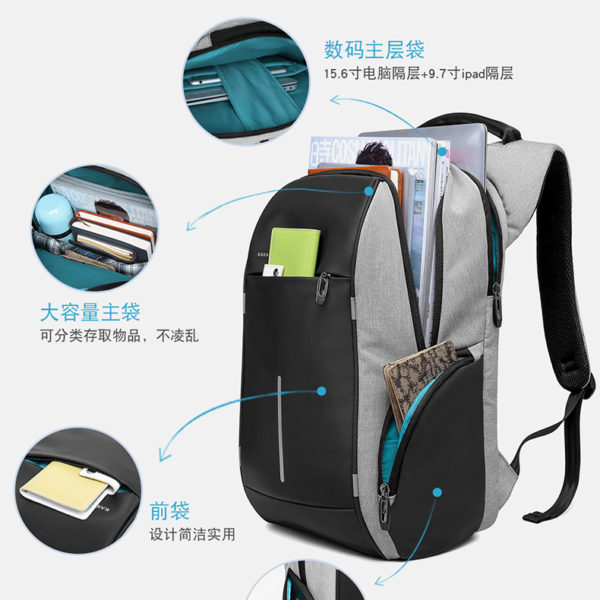 数码主层袋
15.6寸电脑隔层+9.7寸ipad隔层
COSMOPOLITAN
KAKA
大容量主袋
可分类存取物品，不凌乱
前袋
设计简洁实用